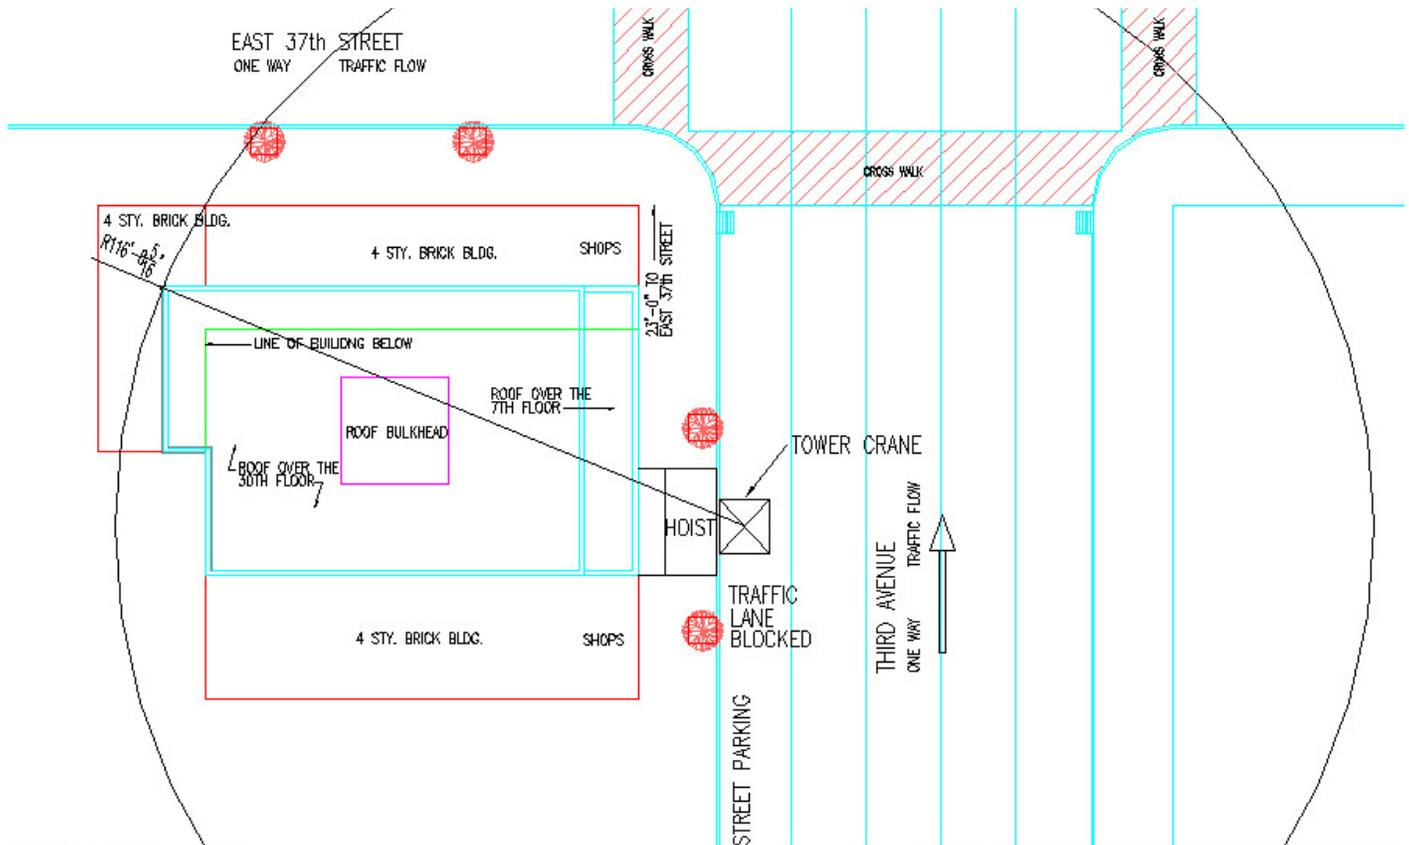 EAST 37th STREET
ONE WAY TRAFFIC FLOW
CROSS WALK
CROSS WALK
CROSS WALK
4 STY. BRICK BLDG.
4 STY. BRICK BLDG.
SHOPS
23'-0" TO
EAST 37th STREET
LINE OF BUILIDNG BELOW
ROOF OVER THE
7TH FLOOR
ROOF BULKHEAD
ROOF OVER THE
30TH FLOOR
TOWER CRANE
HOIST
TRAFFIC
LANE
BLOCKED
THIRD AVENUE
ONE WAY TRAFFIC FLOW
4 STY. BRICK BLDG.
SHOPS
STREET PARKING